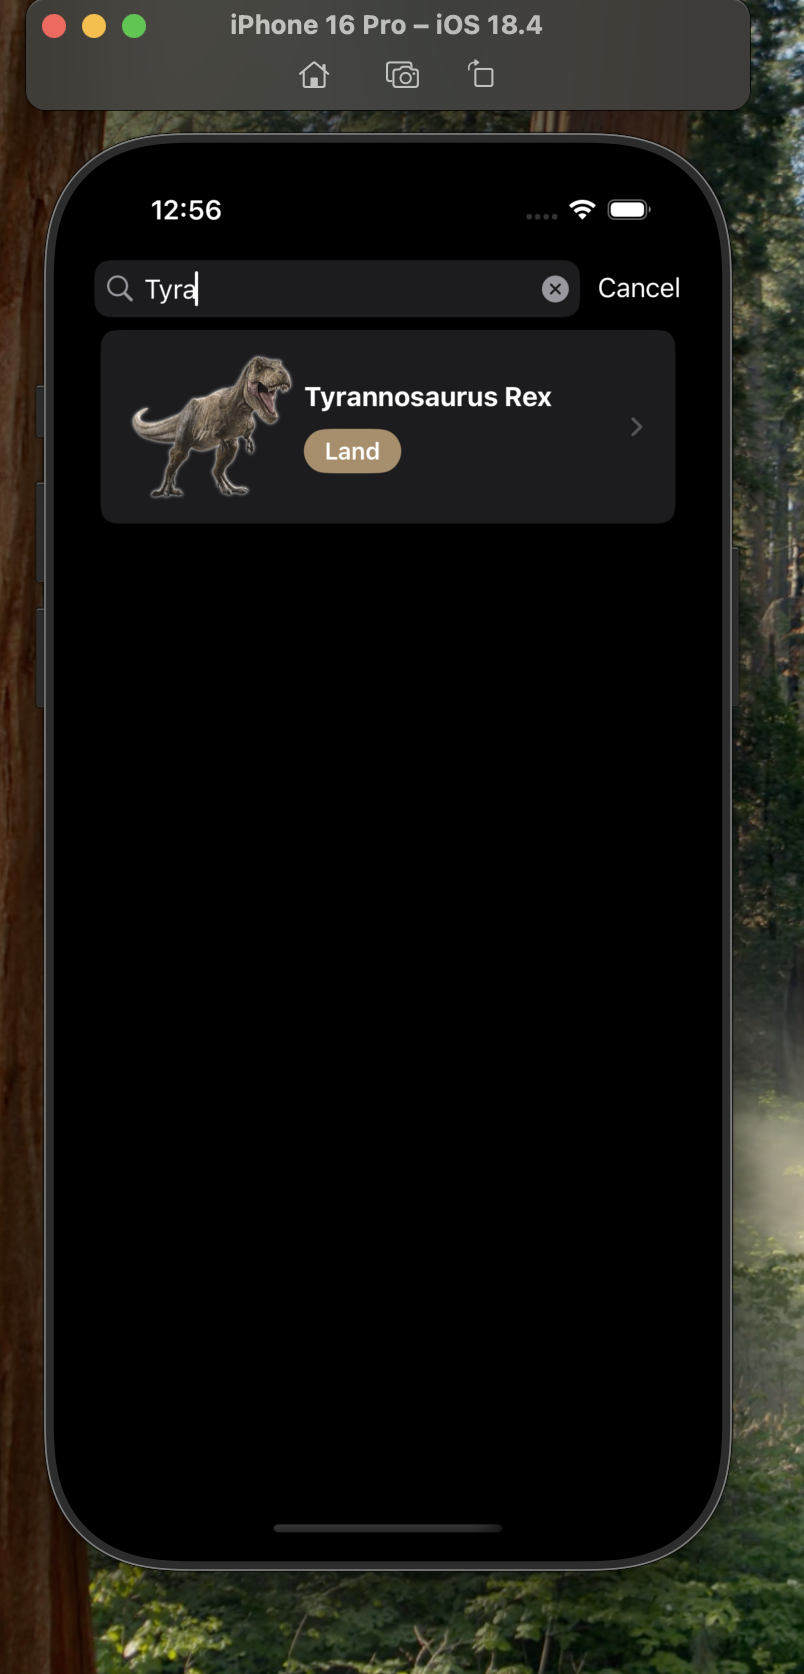 iPhone 16 Pro – iOS 18.4
12:56
Tyra
Cancel
Tyrannosaurus Rex
Land